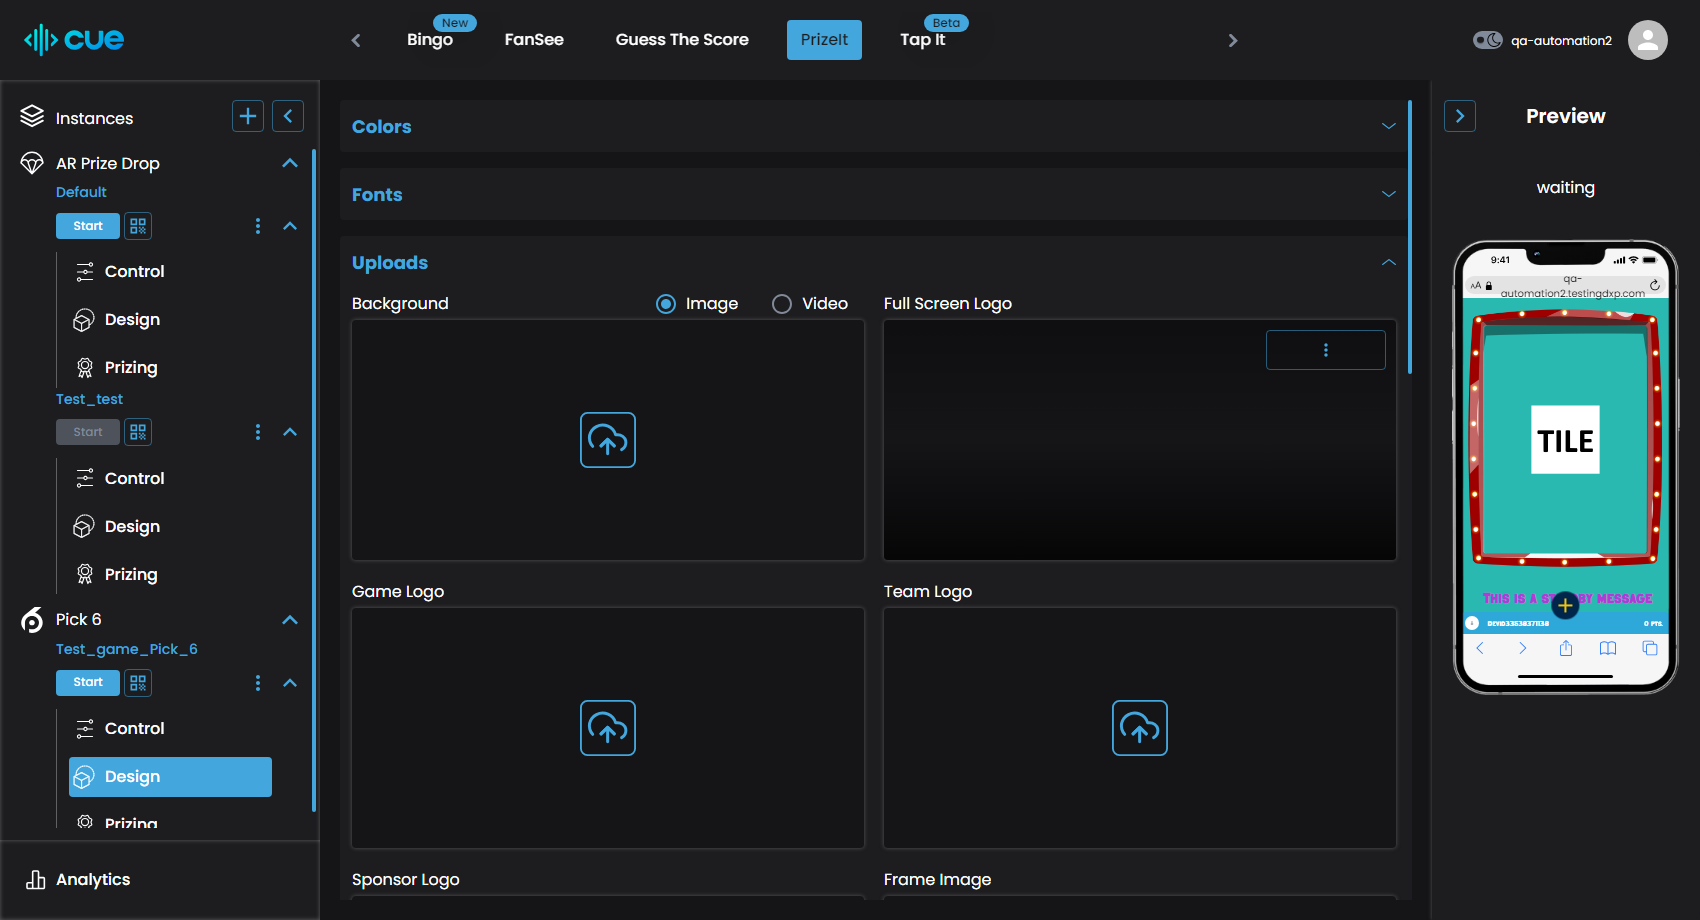 cue
New
Bingo
FanSee
Guess The Score
PrizeIt
Beta
Tap It
qa-automation2
Instances
AR Prize Drop
Default
Start
Control
Design
Prizing
Test_test
Start
Control
Design
Prizing
Pick 6
Test_game_Pick_6
Start
Control
Design
Prizing
Analytics
Colors
Fonts
Uploads
Background
Image
Video
Full Screen Logo
Game Logo
Team Logo
Sponsor Logo
Frame Image
Preview
waiting
9:41
AA
qa-
automation2.testingdxp.com
TILE
THIS IS A ST BY MESSAGE
0 PTS.